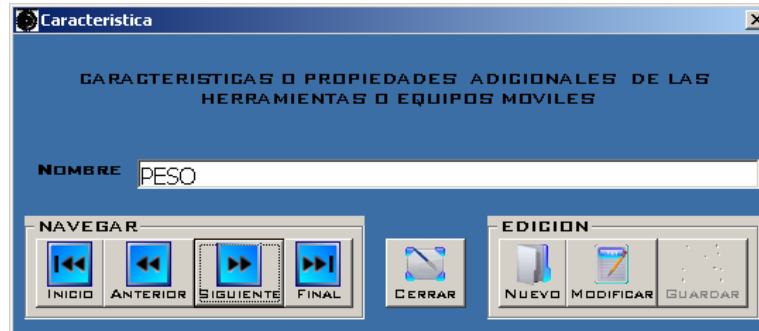 Caracteristica
CARACTERISTICAS O PROPIEDADES ADICIONALES DE LAS
HERRAMIENTAS O EQUIPOS MOVILES
NOMBRE PESO
NAVEGAR
INICIO ANTERIOR SIGUIENTE FINAL
CERRAR
EDICION
NUEVO MODIFICAR GUARDAR